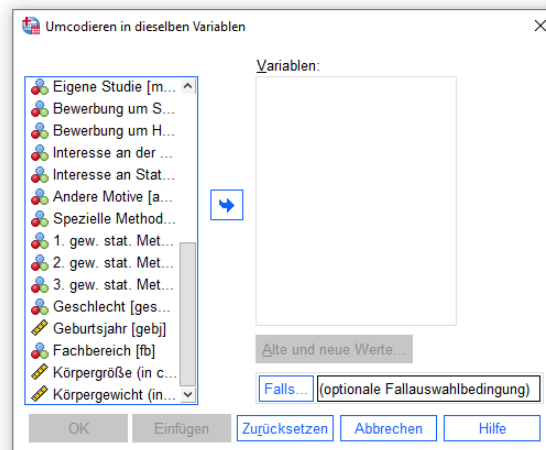 Umcodieren in dieselben Variablen
Variablen:
Eigene Studie [m...
Bewerbung um S...
Bewerbung um H...
Interesse an der ...
Interesse an Stat...
Andere Motive [a...
Spezielle Method...
1. gew. stat. Met...
2. gew. stat. Met...
3. gew. stat. Met...
Geschlecht [ges...
Geburtsjahr [gebj]
Fachbereich [fb]
Körpergröße (in c...
Körpergewicht (in...
Alte und neue Werte...
Falls... (optionale Fallauswahlbedingung)
OK Einfügen Zurücksetzen Abbrechen Hilfe